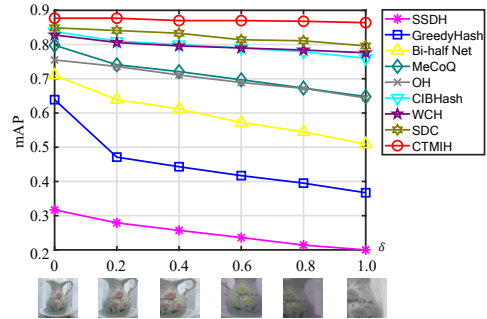 0.9
0.8
0.7
0.6
0.5
0.4
0.3
0.2
mAP
0 0.2 0.4 0.6 0.8 1.0 δ
SSDH
GreedyHash
Bi-half Net
MeCoQ
OH
CIBHash
WCH
SDC
CTMIH